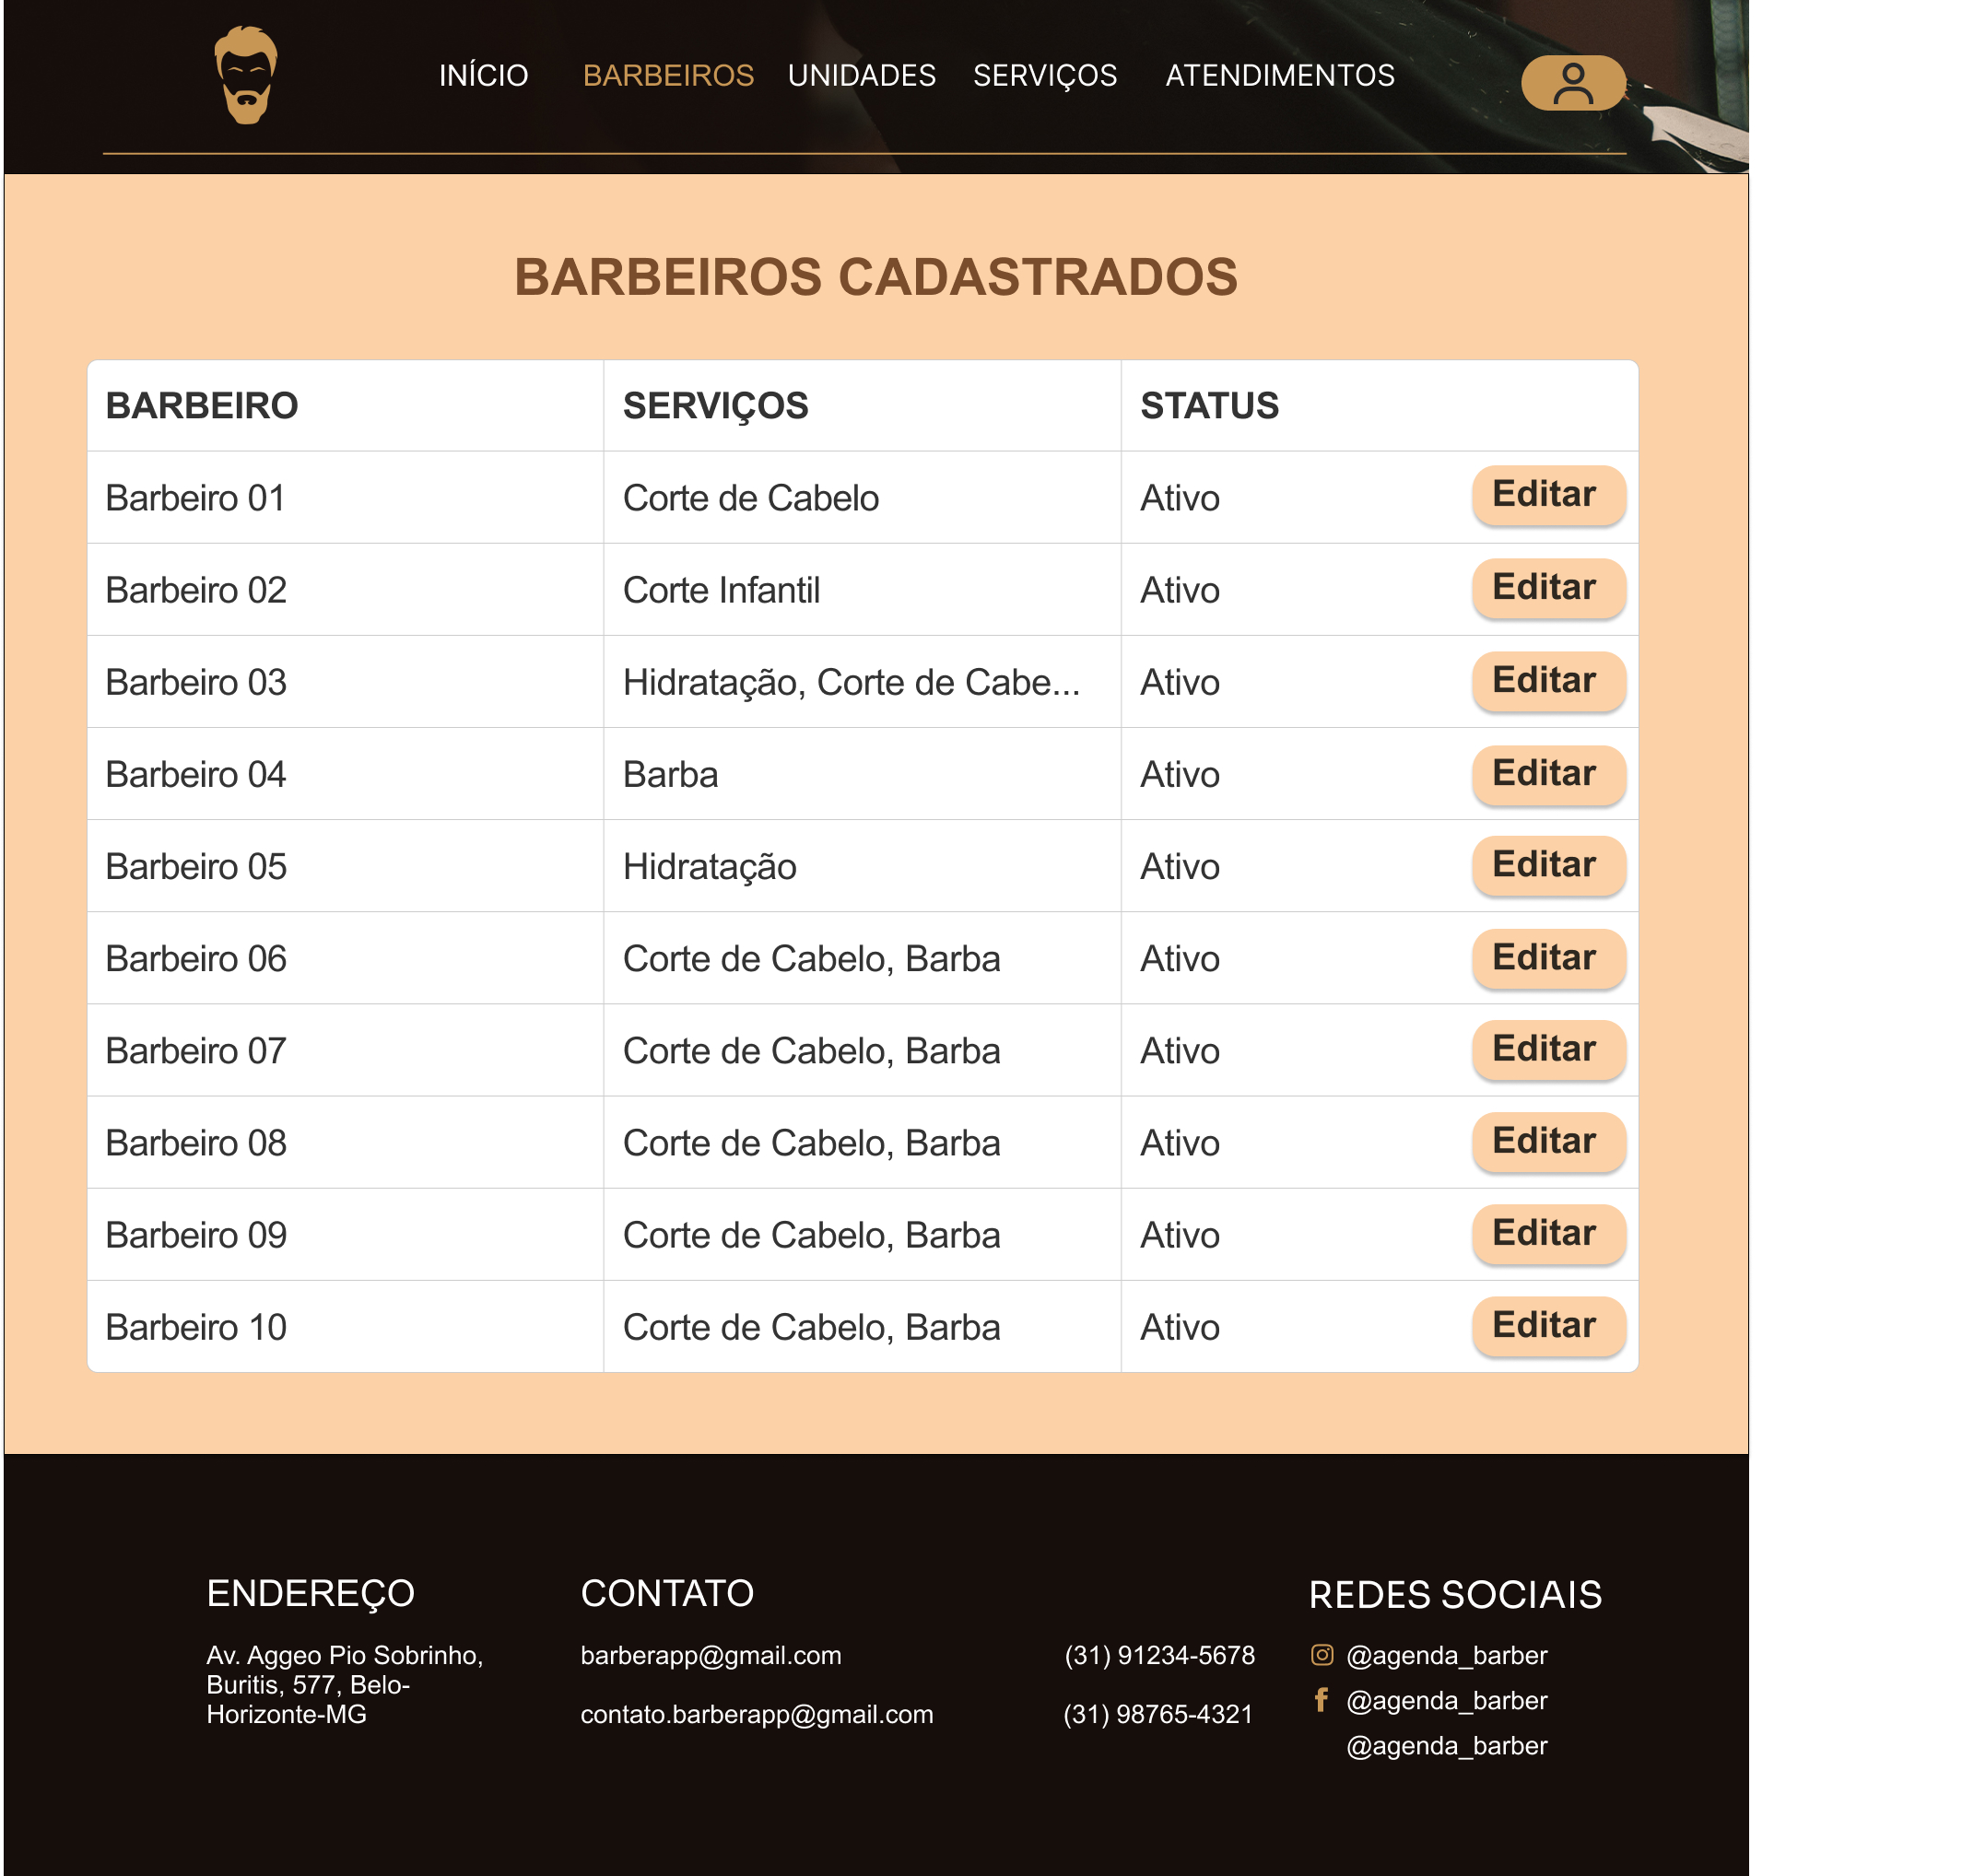 INÍCIO BARBEIROS UNIDADES SERVIÇOS ATENDIMENTOS
BARBEIROS CADASTRADOS
BARBEIRO SERVIÇOS STATUS
Barbeiro 01 Corte de Cabelo Ativo Editar
Barbeiro 02 Corte Infantil Ativo Editar
Barbeiro 03 Hidratação, Corte de Cabe... Ativo Editar
Barbeiro 04 Barba Ativo Editar
Barbeiro 05 Hidratação Ativo Editar
Barbeiro 06 Corte de Cabelo, Barba Ativo Editar
Barbeiro 07 Corte de Cabelo, Barba Ativo Editar
Barbeiro 08 Corte de Cabelo, Barba Ativo Editar
Barbeiro 09 Corte de Cabelo, Barba Ativo Editar
Barbeiro 10 Corte de Cabelo, Barba Ativo Editar
ENDEREÇO
Av. Aggeo Pio Sobrinho,
Buritis, 577, Belo-
Horizonte-MG
CONTATO
barberapp@gmail.com (31) 91234-5678
contato.barberapp@gmail.com (31) 98765-4321
REDES SOCIAIS
@agenda_barber
@agenda_barber
@agenda_barber